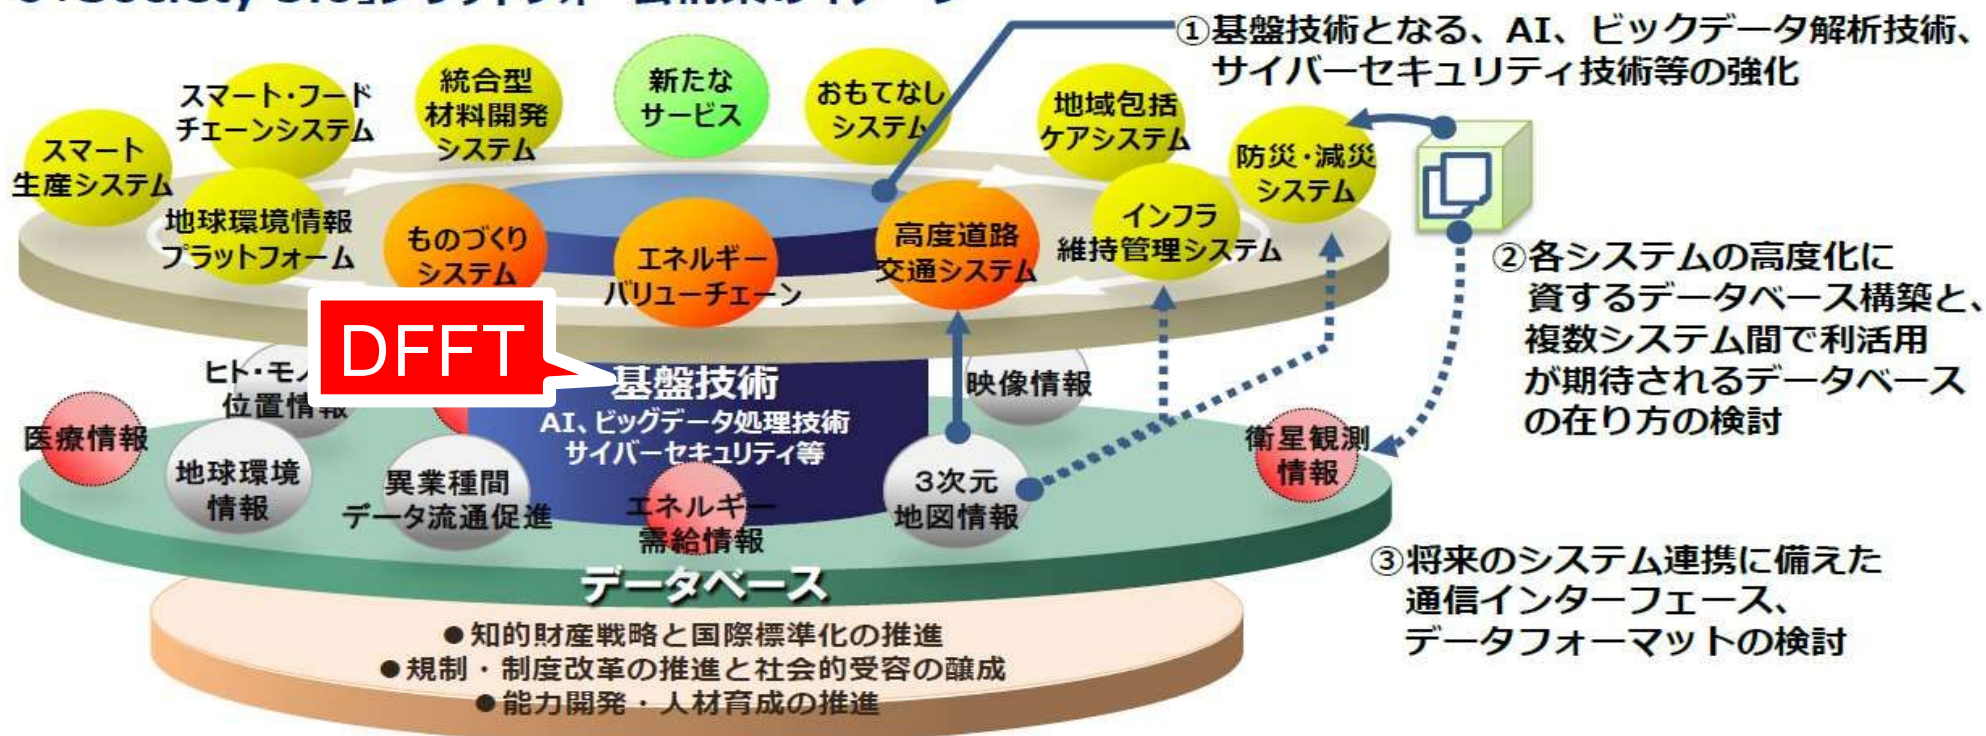 ①基盤技術となる、AI、ビックデータ解析技術、
サイバーセキュリティ技術等の強化
スマート・フード
チェーンシステム
統合型
材料開発
システム
新たな
サービス
おもてなし
システム
地域包括
ケアシステム
スマート
生産システム
防災・減災
システム
地球環境情報
プラットフォーム
ものづくり
システム
エネルギー
バリューチェーン
高度道路
交通システム
インフラ
維持管理システム
②各システムの高度化に
資するデータベース構築と、
複数システム間で利活用
が期待されるデータベース
の在り方の検討
DFFT
ヒト・モノ
位置情報
基盤技術
AI、ビッグデータ処理技術
サイバーセキュリティ等
映像情報
医療情報
地球環境
情報
異業種間
データ流通促進
エネルギー
需給情報
3次元
地図情報
衛星観測
情報
データベース
③将来のシステム連携に備えた
通信インターフェース、
データフォーマットの検討
●知的財産戦略と国際標準化の推進
●規制・制度改革の推進と社会的受容の醸成
●能力開発・人材育成の推進